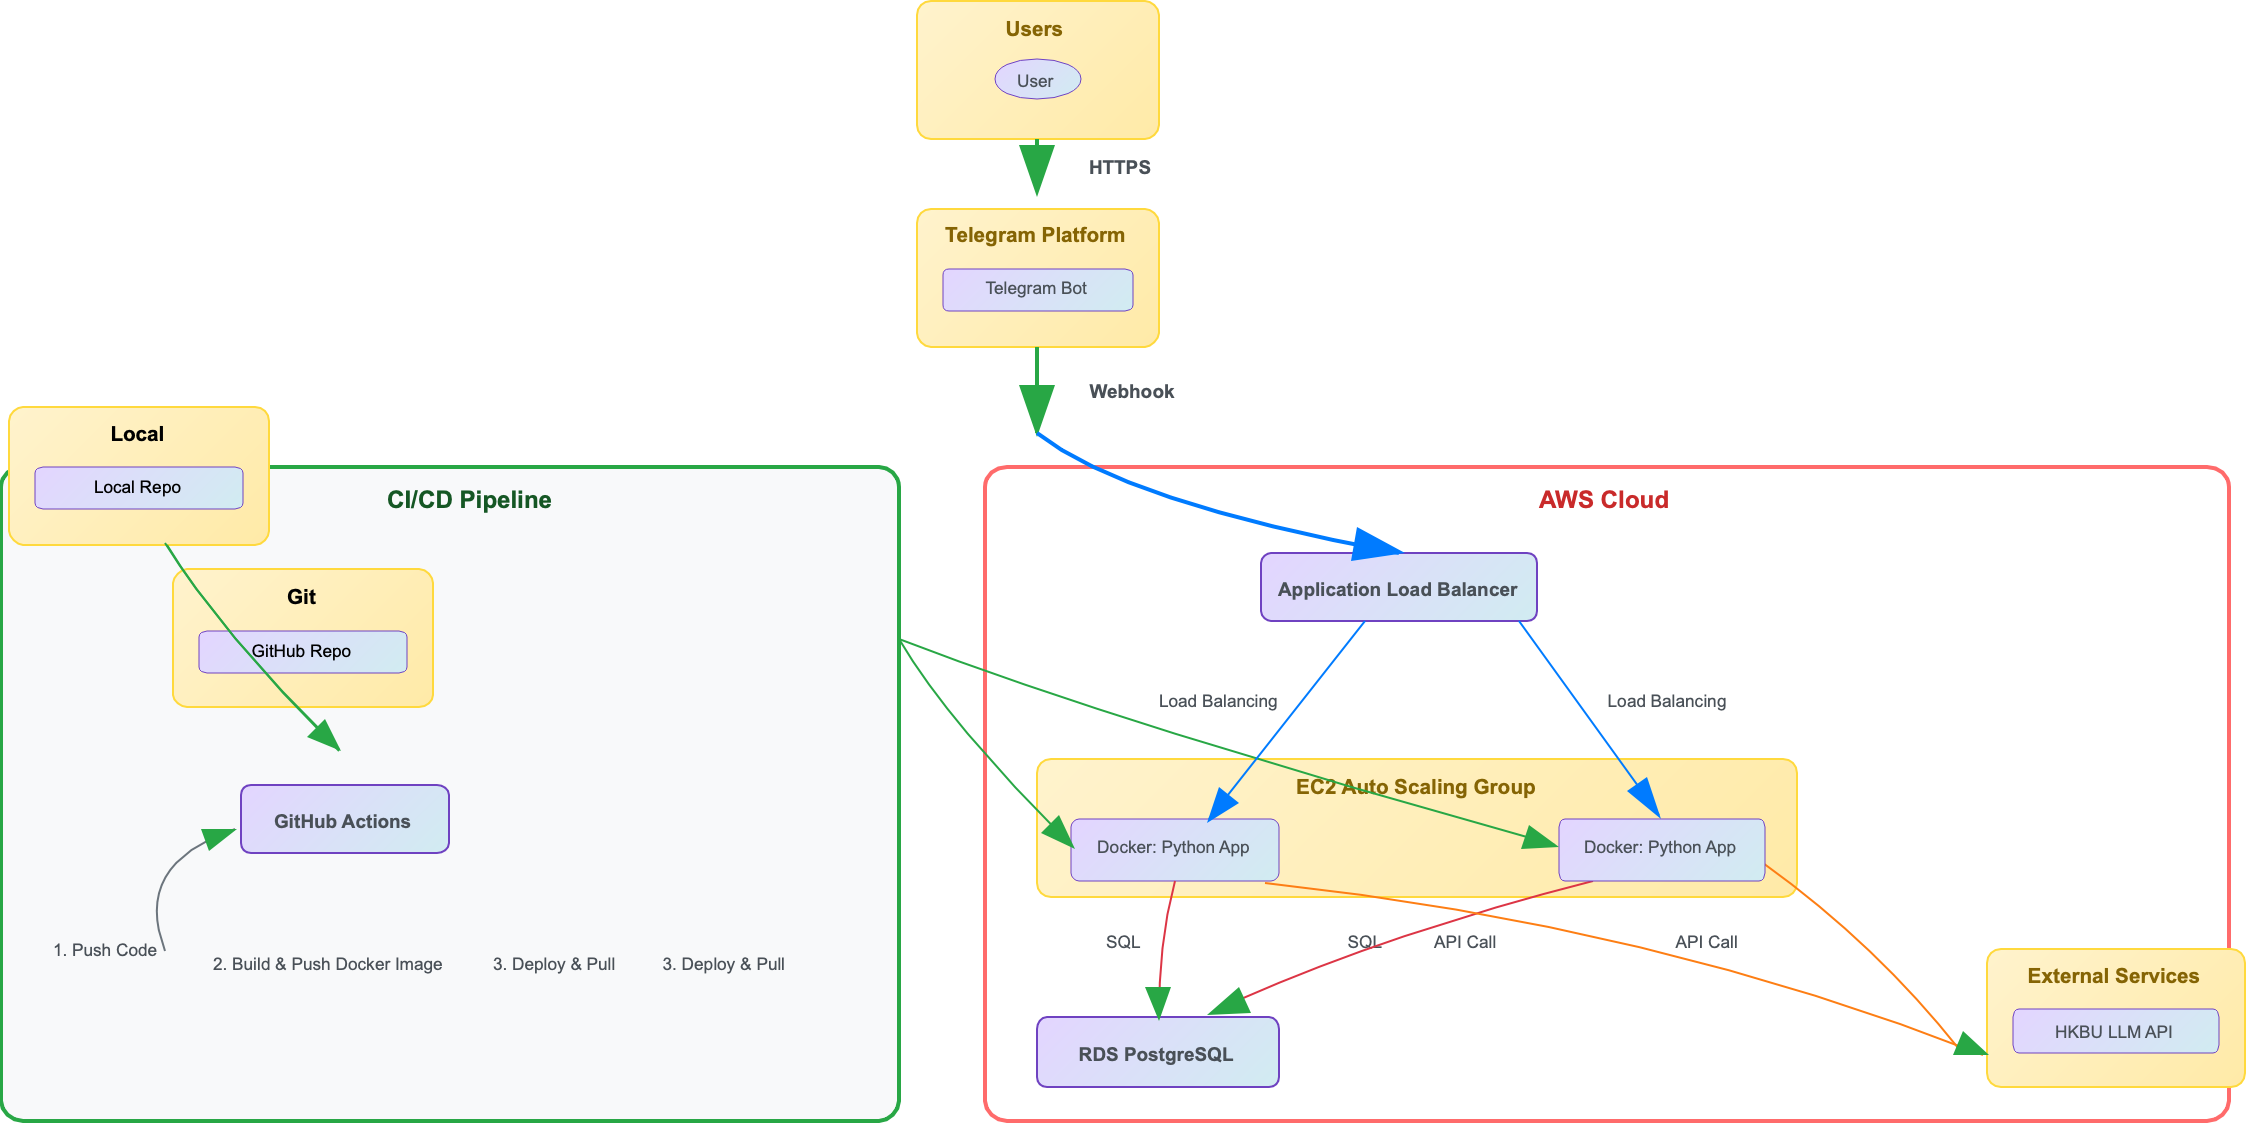 Users
User
HTTPS
Telegram Platform
Telegram Bot
Webhook
Local
Local Repo
CI/CD Pipeline
Git
GitHub Repo
GitHub Actions
1. Push Code
2. Build & Push Docker Image
3. Deploy & Pull
3. Deploy & Pull
AWS Cloud
Application Load Balancer
Load Balancing
Load Balancing
EC2 Auto Scaling Group
Docker: Python App
Docker: Python App
SQL
SQL
API Call
API Call
RDS PostgreSQL
External Services
HKBU LLM API